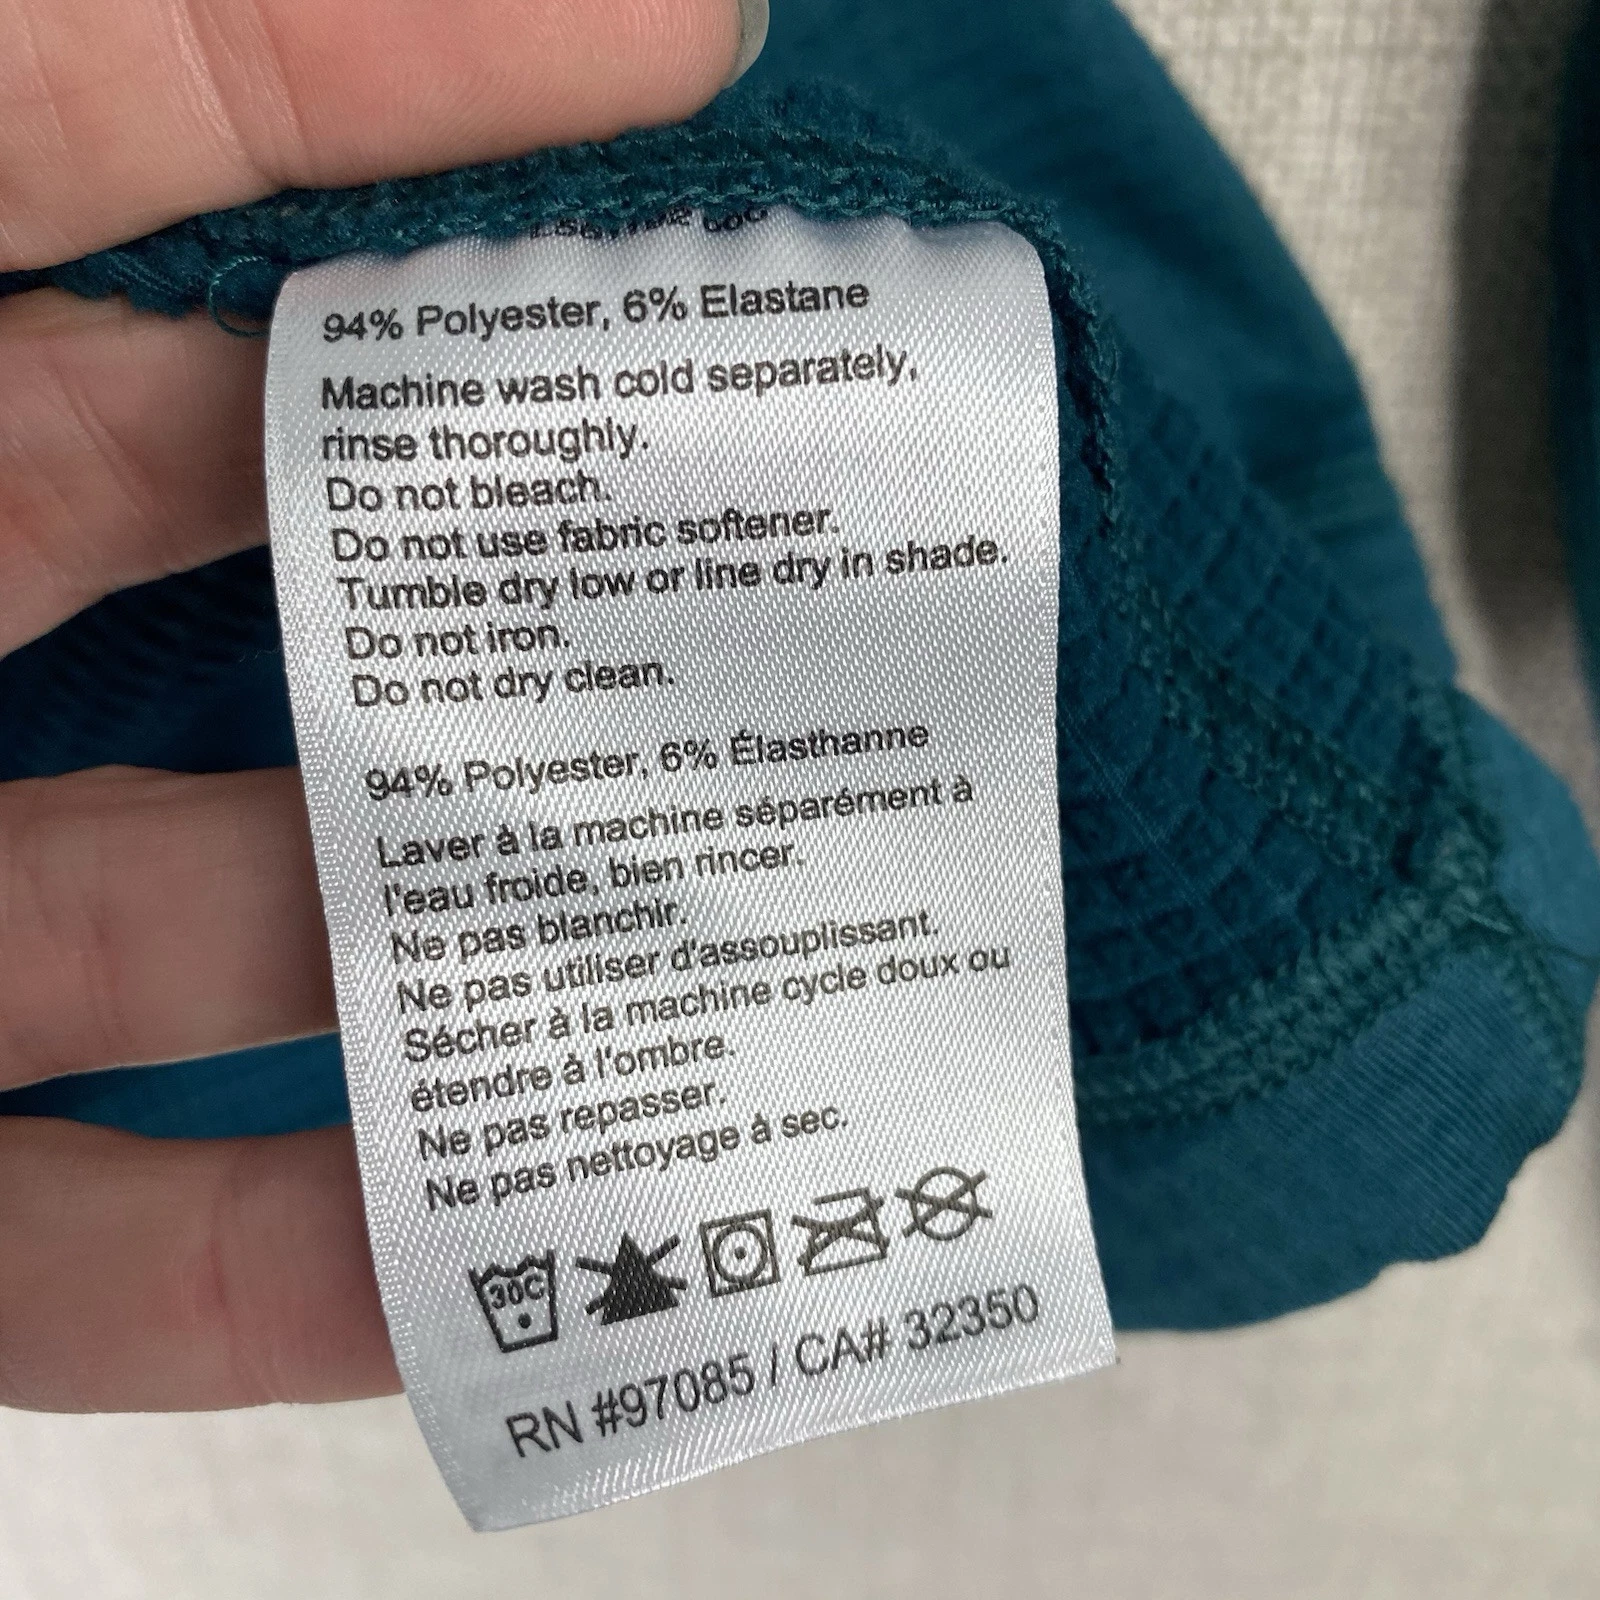 94% Polyester, 6% Elastane
Machine wash cold separately,
rinse thoroughly.
Do not bleach.
Do not use fabric softener.
Tumble dry low or line dry in shade.
Do not iron.
Do not dry clean.
94% Polyester, 6% Élasthanne
Laver à la machine séparément à
l'eau froide, bien rincer.
Ne pas blanchir.
Ne pas utiliser d'assouplissant.
Sécher à la machine cycle doux ou
étendre à l'ombre.
Ne pas repasser.
Ne pas nettoyage à sec.
30C
RN #97085 / CA# 32350